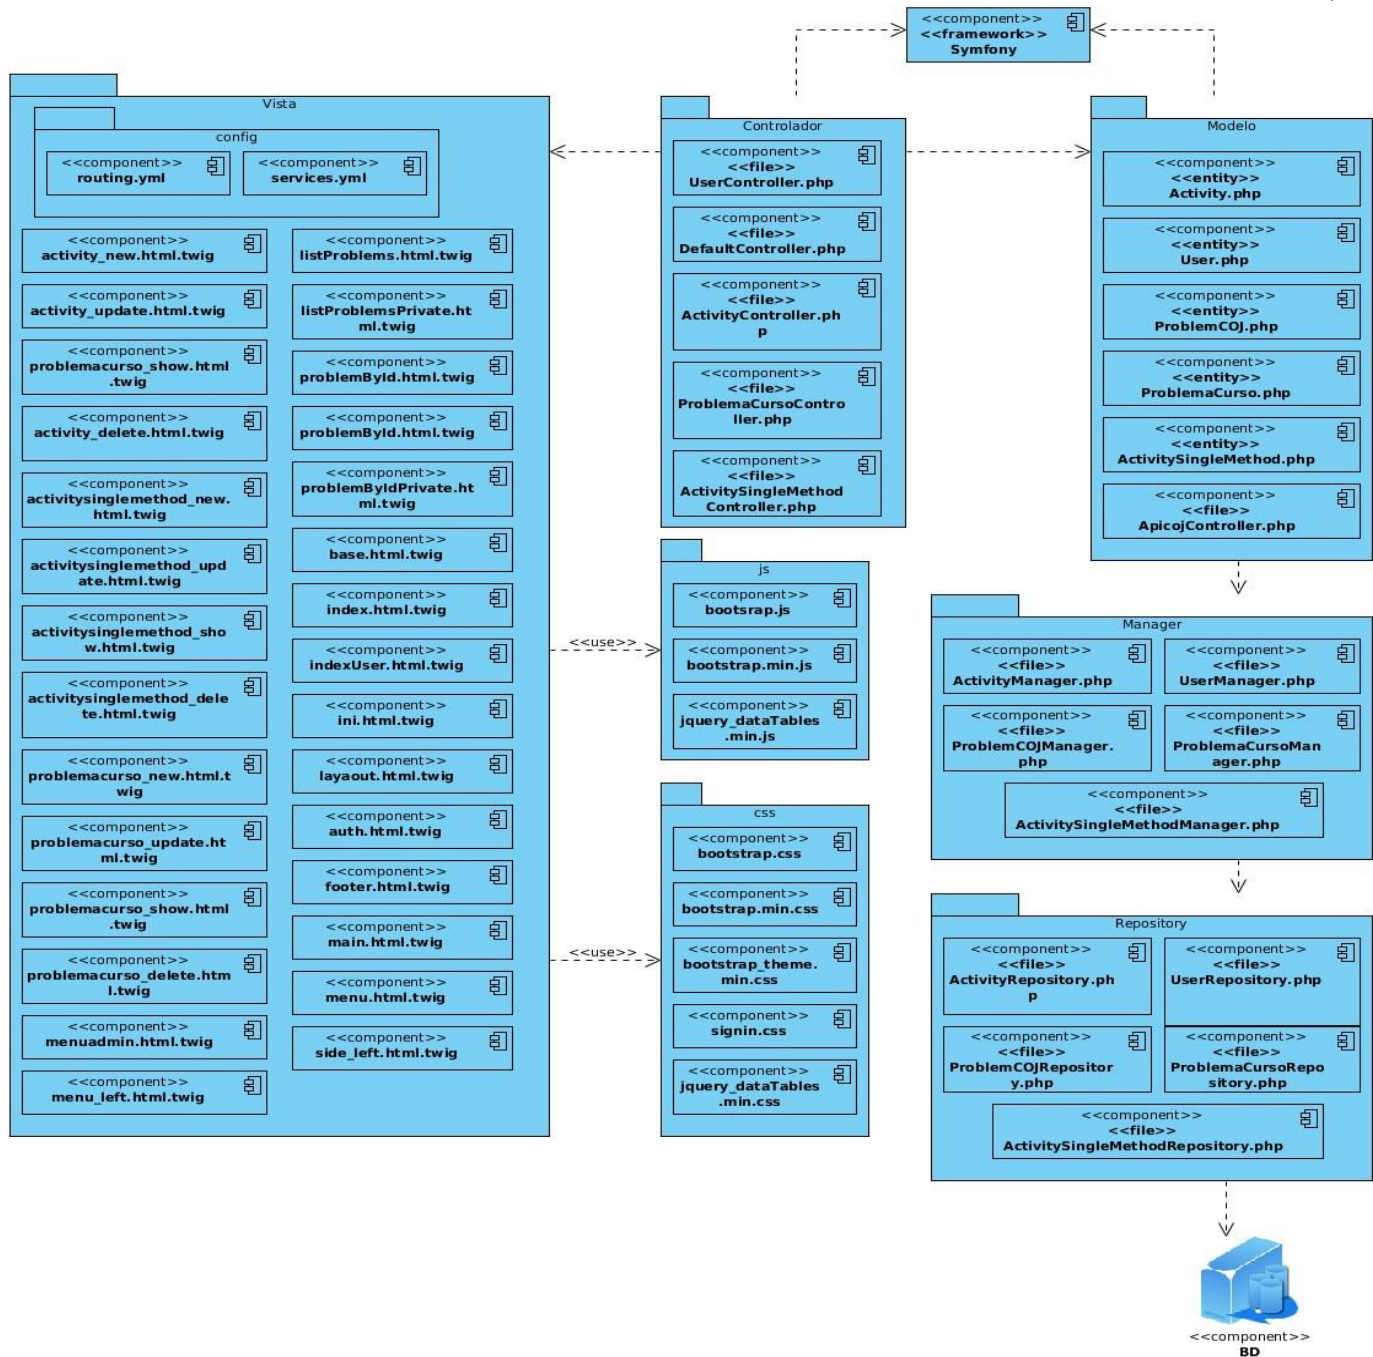 <<component>>
<<framework>>
Symfony
Vista
config
<<component>>
routing.yml
<<component>>
services.yml
<<component>>
activity_new.html.twig
<<component>>
activity_update.html.twig
<<component>>
problemacurso_show.html
.twig
<<component>>
activity_delete.html.twig
<<component>>
activitysinglemethod_new.
html.twig
<<component>>
activitysinglemethod_upd
ate.html.twig
<<component>>
activitysinglemethod_sho
w.html.twig
<<component>>
activitysinglemethod_dele
te.html.twig
<<component>>
problemacurso_new.html.t
wig
<<component>>
problemacurso_update.ht
ml.twig
<<component>>
problemacurso_show.html
.twig
<<component>>
problemacurso_delete.htm
l.twig
<<component>>
menuadmin.html.twig
<<component>>
menu_left.html.twig
<<component>>
listProblems.html.twig
<<component>>
listProblemsPrivate.ht
ml.twig
<<component>>
problemById.html.twig
<<component>>
problemById.html.twig
<<component>>
problemByIdPrivate.ht
ml.twig
<<component>>
base.html.twig
<<component>>
index.html.twig
<<component>>
indexUser.html.twig
<<component>>
ini.html.twig
<<component>>
layaout.html.twig
<<component>>
auth.html.twig
<<component>>
footer.html.twig
<<component>>
main.html.twig
<<component>>
menu.html.twig
<<component>>
side_left.html.twig
<<use>>
<<use>>
Controlador
<<component>>
<<file>>
UserController.php
<<component>>
<<file>>
DefaultController.php
<<component>>
<<file>>
ActivityController.ph
p
<<component>>
<<file>>
ProblemaCursoContro
ller.php
<<component>>
<<file>>
ActivitySingleMethod
Controller.php
js
<<component>>
bootsrap.js
<<component>>
bootstrap.min.js
<<component>>
jquery_dataTables
.min.js
css
<<component>>
bootstrap.css
<<component>>
bootstrap.min.css
<<component>>
bootstrap_theme.
min.css
<<component>>
signin.css
<<component>>
jquery_dataTables
.min.css
Modelo
<<component>>
<<entity>>
Activity.php
<<component>>
<<entity>>
User.php
<<component>>
<<entity>>
ProblemCOJ.php
<<component>>
<<entity>>
ProblemaCurso.php
<<component>>
<<entity>>
ActivitySingleMethod.php
<<component>>
<<file>>
ApicojController.php
Manager
<<component>>
<<file>>
ActivityManager.php
<<component>>
<<file>>
UserManager.php
<<component>>
<<file>>
ProblemCOJManager.
php
<<component>>
<<file>>
ProblemaCursoMan
ager.php
<<component>>
<<file>>
ActivitySingleMethodManager.php
Repository
<<component>>
<<file>>
ActivityRepository.ph
p
<<component>>
<<file>>
UserRepository.php
<<component>>
<<file>>
ProblemCOJRepositor
y.php
<<component>>
<<file>>
ProblemaCursoRepo
sitory.php
<<component>>
<<file>>
ActivitySingleMethodRepository.php
<<component>>
BD